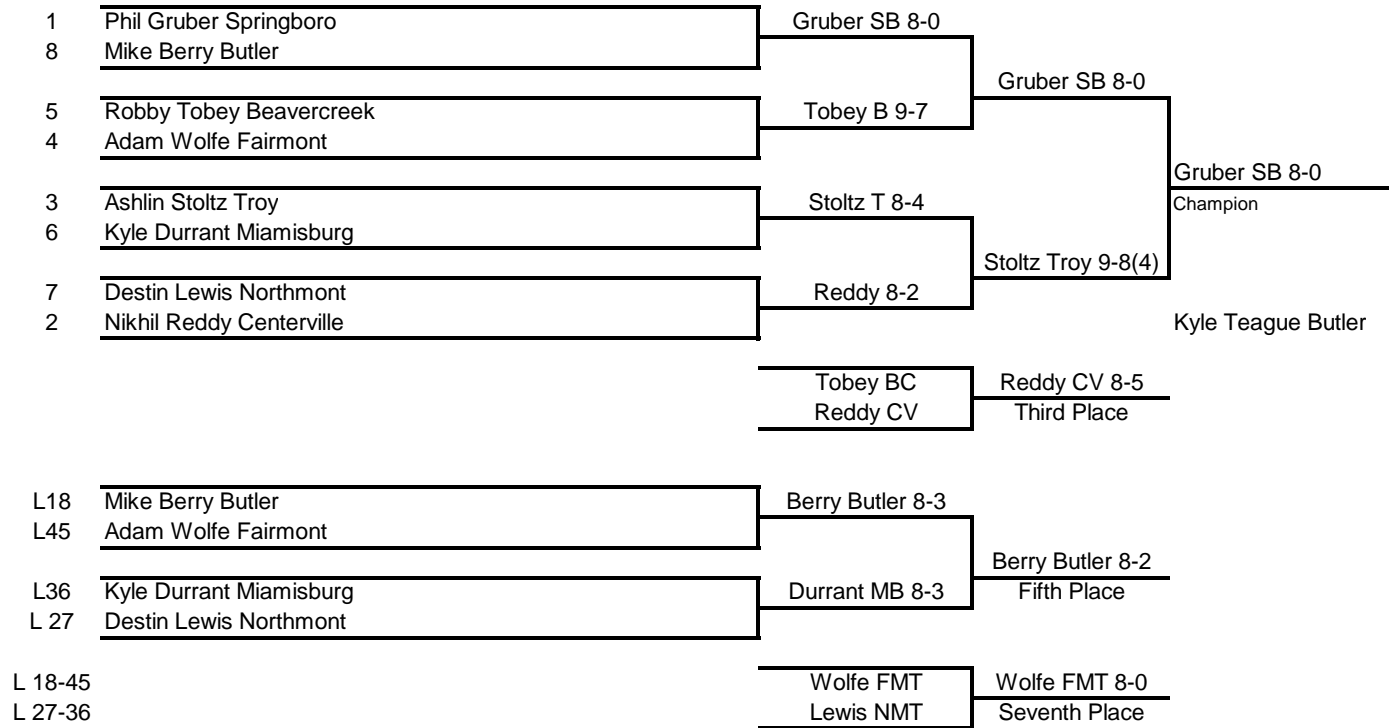 1 Phil Gruber Springboro Gruber SB 8-0
8 Mike Berry Butler
Gruber SB 8-0
5 Robby Tobey Beavercreek Tobey B 9-7
4 Adam Wolfe Fairmont
Gruber SB 8-0
3 Ashlin Stoltz Troy Stoltz T 8-4 Champion
6 Kyle Durrant Miamisburg
Stoltz Troy 9-8(4)
7 Destin Lewis Northmont Reddy 8-2
2 Nikhil Reddy Centerville Kyle Teague Butler
Tobey BC Reddy CV 8-5
Reddy CV Third Place
L18 Mike Berry Butler Berry Butler 8-3
L45 Adam Wolfe Fairmont
Berry Butler 8-2
L36 Kyle Durrant Miamisburg Durrant MB 8-3 Fifth Place
L 27 Destin Lewis Northmont
L 18-45 Wolfe FMT Wolfe FMT 8-0
L 27-36 Lewis NMT Seventh Place